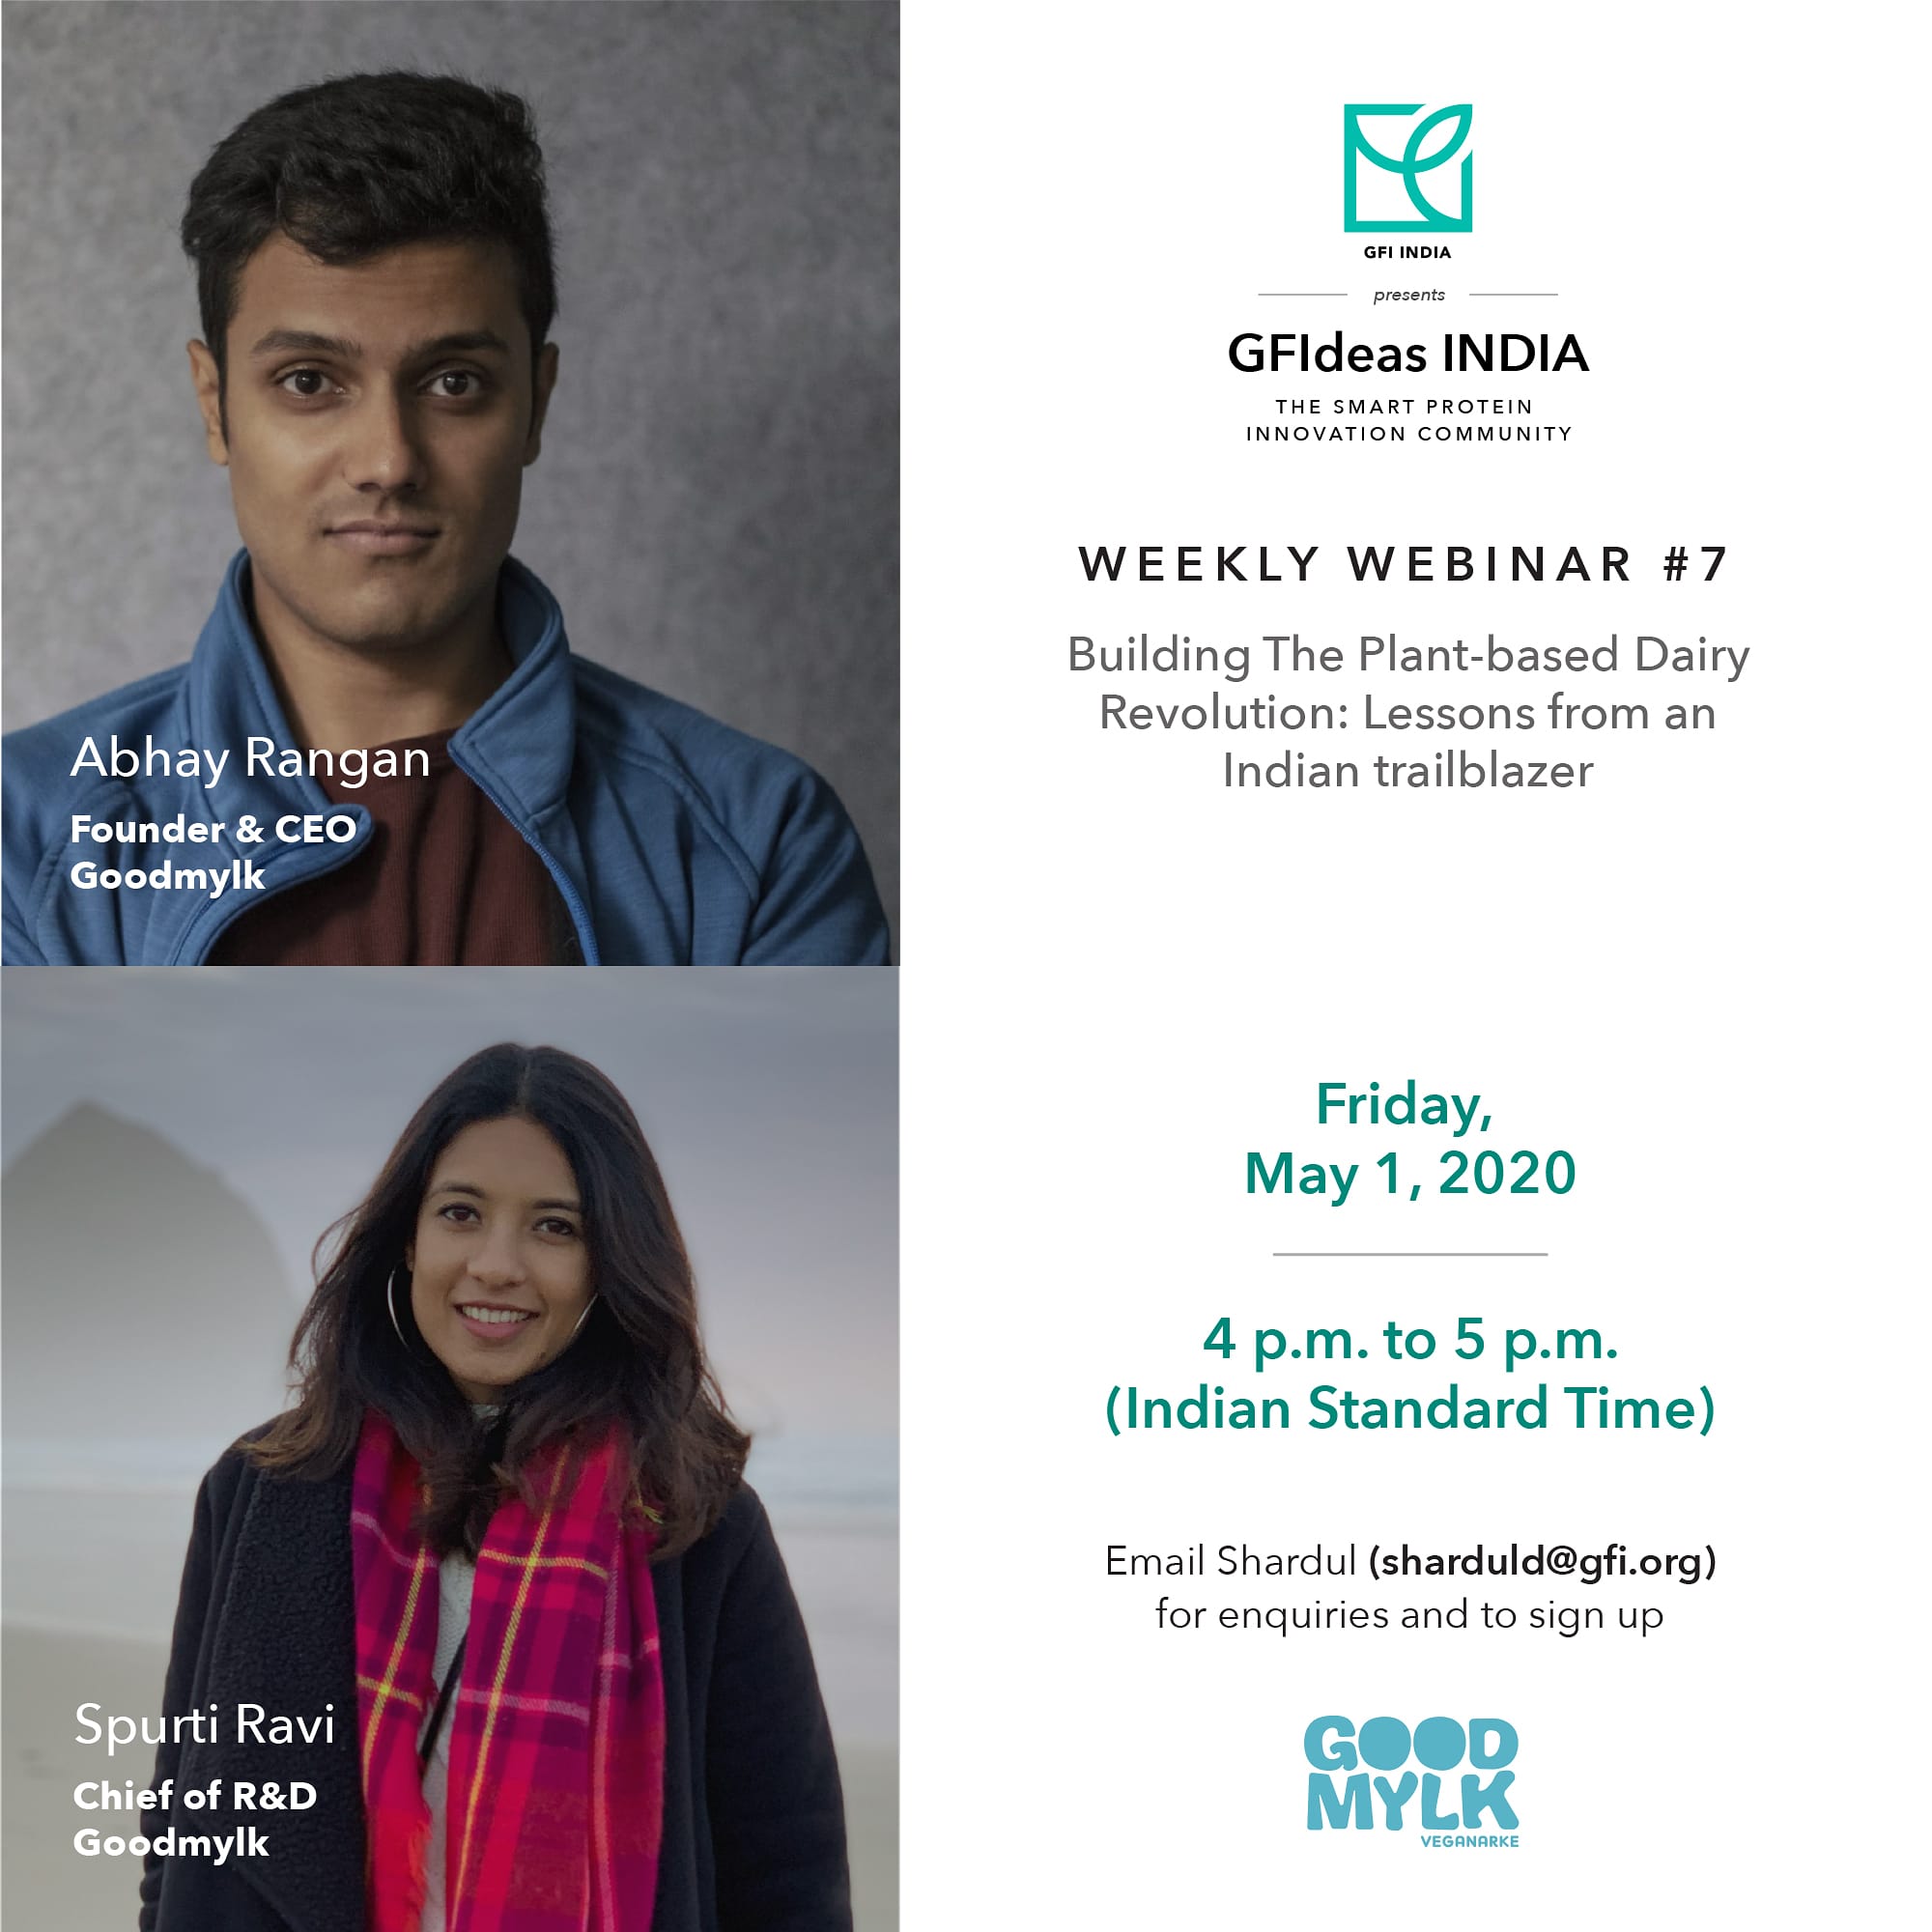 Abhay Rangan
Founder & CEO
Goodmylk
Spurti Ravi
Chief of R&D
Goodmylk
GFI INDIA
presents
GFIdeas INDIA
THE SMART PROTEIN
INNOVATION COMMUNITY
WEEKLY WEBINAR #7
Building The Plant-based Dairy
Revolution: Lessons from an
Indian trailblazer
Friday,
May 1, 2020
4 p.m. to 5 p.m.
(Indian Standard Time)
Email Shardul (sharduld@gfi.org)
for enquiries and to sign up
GOOD
MYLK
VEGANARKE